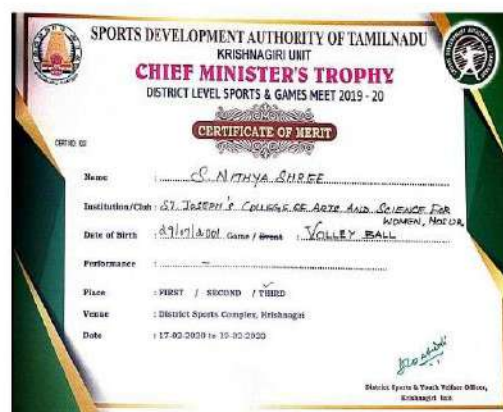 SPORTS DEVELOPMENT AUTHORITY OF TAMILNADU
KRISHNAGIRI UNIT
CHIEF MINISTER'S TROPHY
DISTRICT LEVEL SPORTS & GAMES MEET 2019 - 20
CERTIFICATE OF MERIT
Name : S. NITHYA SHREE
Institution/Club : ST. JOSEPH'S COLLEGE OF ARTS AND SCIENCE FOR
WOMEN, HOSUR
Date of Birth : 29/07/2001 Game / Event : VOLLEY BALL
Performance : -
Place : FIRST / SECOND / THIRD
Venue : District Sports Complex, Krishnagiri
Date : 17-02-2020 to 19-02-2020
District Sports & Youth Welfare Officer,
Krishnagiri Unit